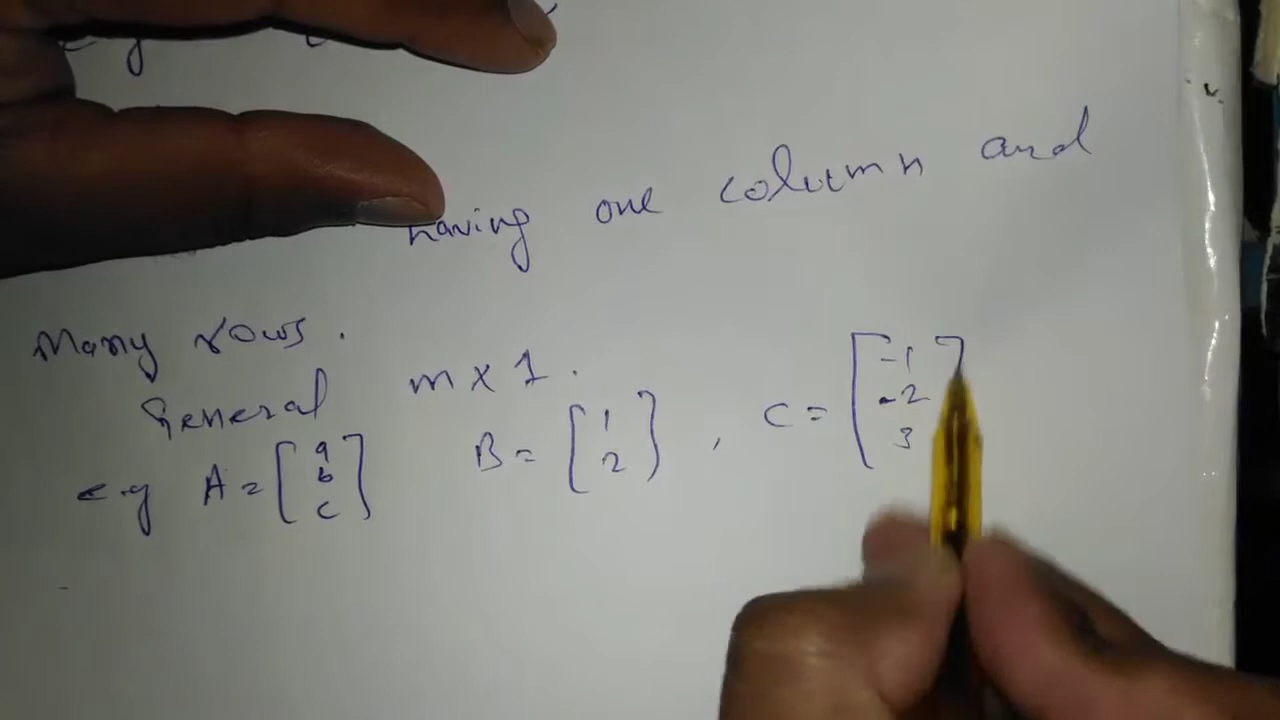 having one column and
Many rows.
General m x 1.
e.g A = [a b c] B = [1 2] , C = [-1 -2 3]